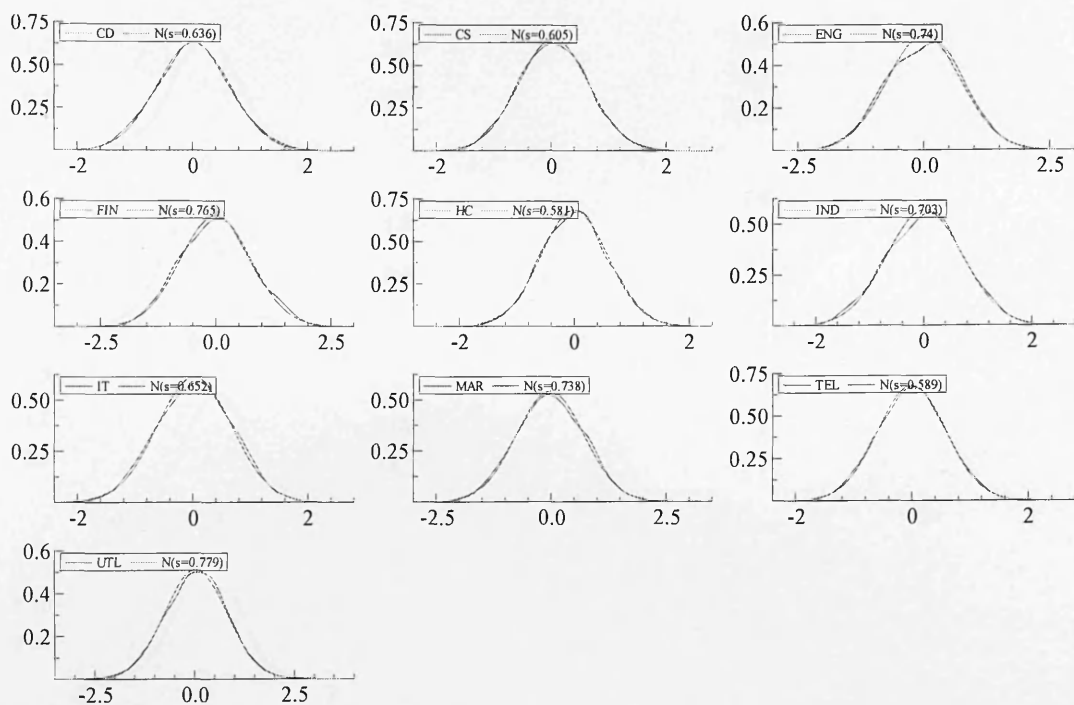 0.75 CD N(s=0.636)
0.50
0.25
-2 0 2
0.75 CS N(s=0.605)
0.50
0.25
-2 0 2
0.6 ENG N(s=0.74)
0.4
0.2
-2.5 0.0 2.5
0.6 FIN N(s=0.765)
0.4
0.2
-2.5 0.0 2.5
HC N(s=0.581)
0.50
0.25
-2 0 2
IND N(s=0.703)
0.50
0.25
-2 0 2
IT N(s=0.652)
0.50
0.25
-2 0 2
MAR N(s=0.738)
0.50
0.25
-2.5 0.0 2.5
0.75 TEL N(s=0.589)
0.50
0.25
-2 0 2
0.6 UTL N(s=0.779)
0.4
0.2
-2.5 0.0 2.5